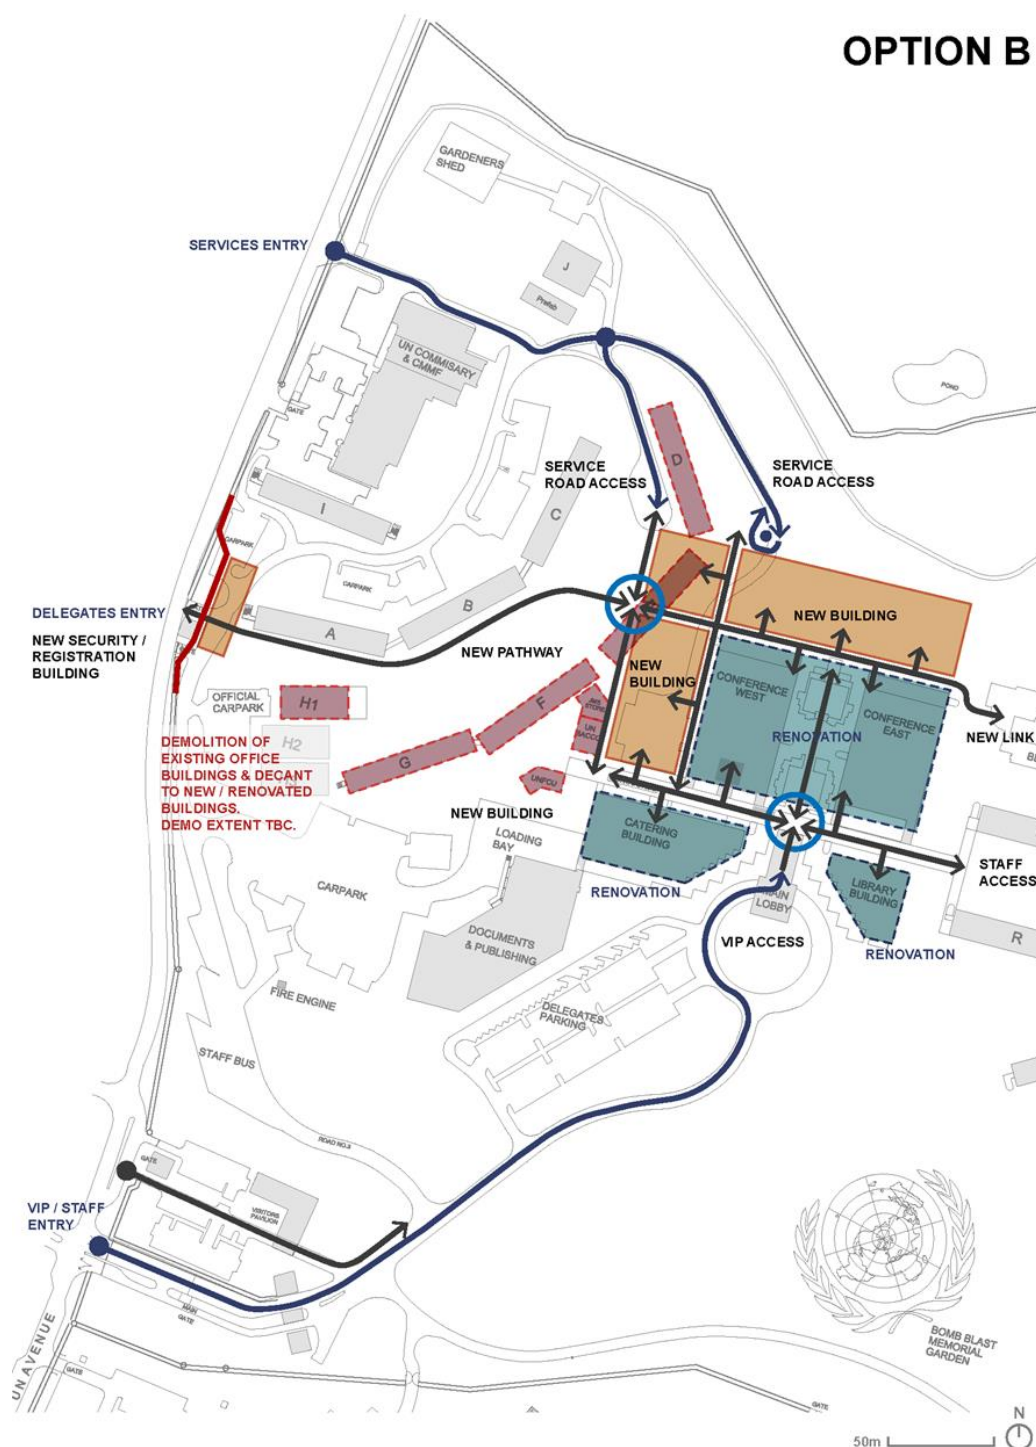 OPTION B
GARDENERS
SHED
SERVICES ENTRY
J
Prefab
UN COMMISARY
& CMMF
POND
GATE
D
SERVICE
ROAD ACCESS
SERVICE
ROAD ACCESS
I
C
CARPARK
CARPARK
DELEGATES ENTRY
NEW SECURITY /
REGISTRATION
BUILDING
A
B
NEW BUILDING
NEW PATHWAY
NEW
BUILDING
CONFERENCE
WEST
CONFERENCE
EAST
OFFICIAL
CARPARK
H1
F
UN
RENOVATION
NEW LINK
H2
DEMOLITION OF
EXISTING OFFICE
BUILDINGS & DECANT
TO NEW / RENOVATED
BUILDINGS.
DEMO EXTENT TBC.
G
UNFCU
NEW BUILDING
LOADING
BAY
CATERING
BUILDING
STAFF
ACCESS
CARPARK
RENOVATION
MAIN
LOBBY
LIBRARY
BUILDING
DOCUMENTS
& PUBLISHING
VIP ACCESS
R
RENOVATION
FIRE ENGINE
DELEGATES
PARKING
STAFF BUS
ROAD NO.8
GATE
VISITORS
PAVILION
VIP / STAFF
ENTRY
MAIN
GATE
UN AVENUE
BOMB BLAST
MEMORIAL
GARDEN
GATE
GATE
N
50m